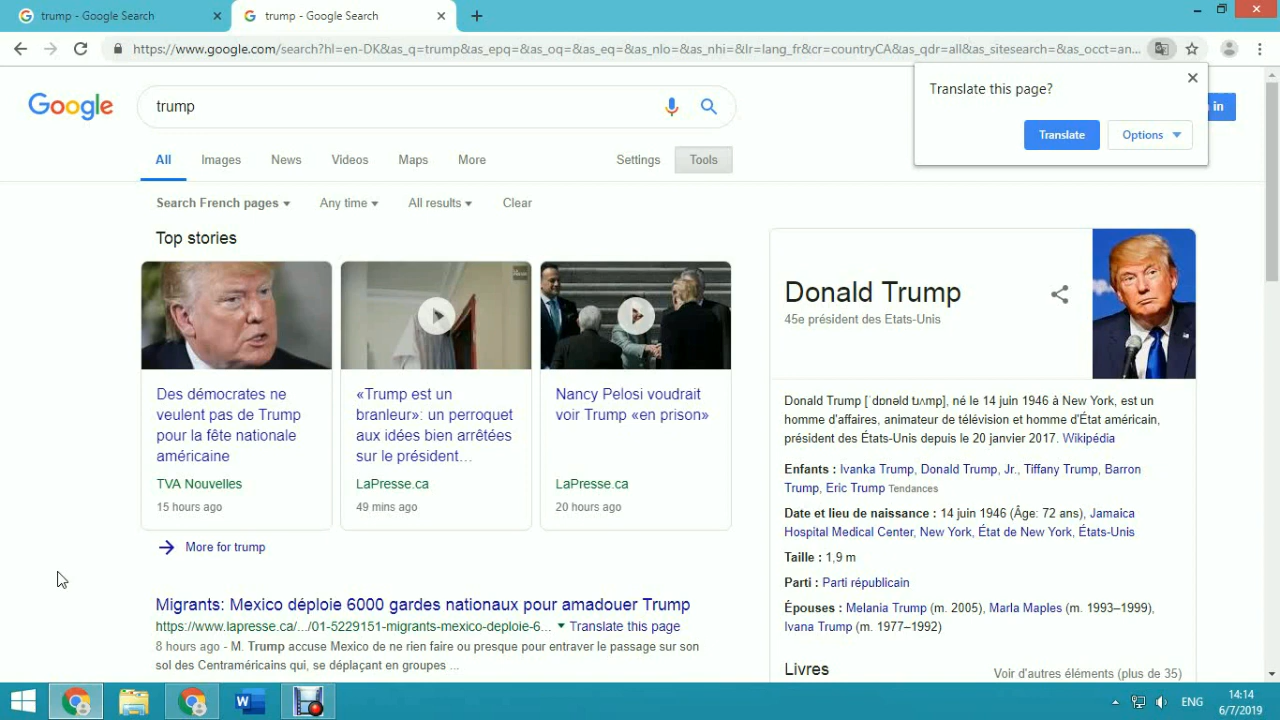 trump - Google Search
trump - Google Search
https://www.google.com/search?hl=en-DK&as_q=trump&as_epq=&as_oq=&as_eq=&as_nlo=&as_nhi=&lr=lang_fr&cr=countryCA&as_qdr=all&as_sitesearch=&as_occt=an...
Translate this page?
Translate
Options
Google
trump
in
All
Images
News
Videos
Maps
More
Settings
Tools
Search French pages
Any time
All results
Clear
Top stories
Des démocrates ne
veulent pas de Trump
pour la fête nationale
américaine
TVA Nouvelles
15 hours ago
«Trump est un
branleur»: un perroquet
aux idées bien arrêtées
sur le président...
LaPresse.ca
49 mins ago
Nancy Pelosi voudrait
voir Trump «en prison»
LaPresse.ca
20 hours ago
More for trump
Migrants: Mexico déploie 6000 gardes nationaux pour amadouer Trump
https://www.lapresse.ca/.../01-5229151-migrants-mexico-deploie-6... Translate this page
8 hours ago - M. Trump accuse Mexico de ne rien faire ou presque pour entraver le passage sur son
sol des Centraméricains qui, se déplaçant en groupes ...
Donald Trump
45e président des Etats-Unis
Donald Trump [ˈdɒnəld tɹʌmp], né le 14 juin 1946 à New York, est un
homme d'affaires, animateur de télévision et homme d'État américain,
président des États-Unis depuis le 20 janvier 2017. Wikipédia
Enfants : Ivanka Trump, Donald Trump, Jr., Tiffany Trump, Barron
Trump, Eric Trump Tendances
Date et lieu de naissance : 14 juin 1946 (Âge: 72 ans), Jamaica
Hospital Medical Center, New York, État de New York, États-Unis
Taille : 1,9 m
Parti : Parti républicain
Épouses : Melania Trump (m. 2005), Marla Maples (m. 1993–1999),
Ivana Trump (m. 1977–1992)
Livres
Voir d'autres éléments (plus de 35)
ENG
14:14
6/7/2019